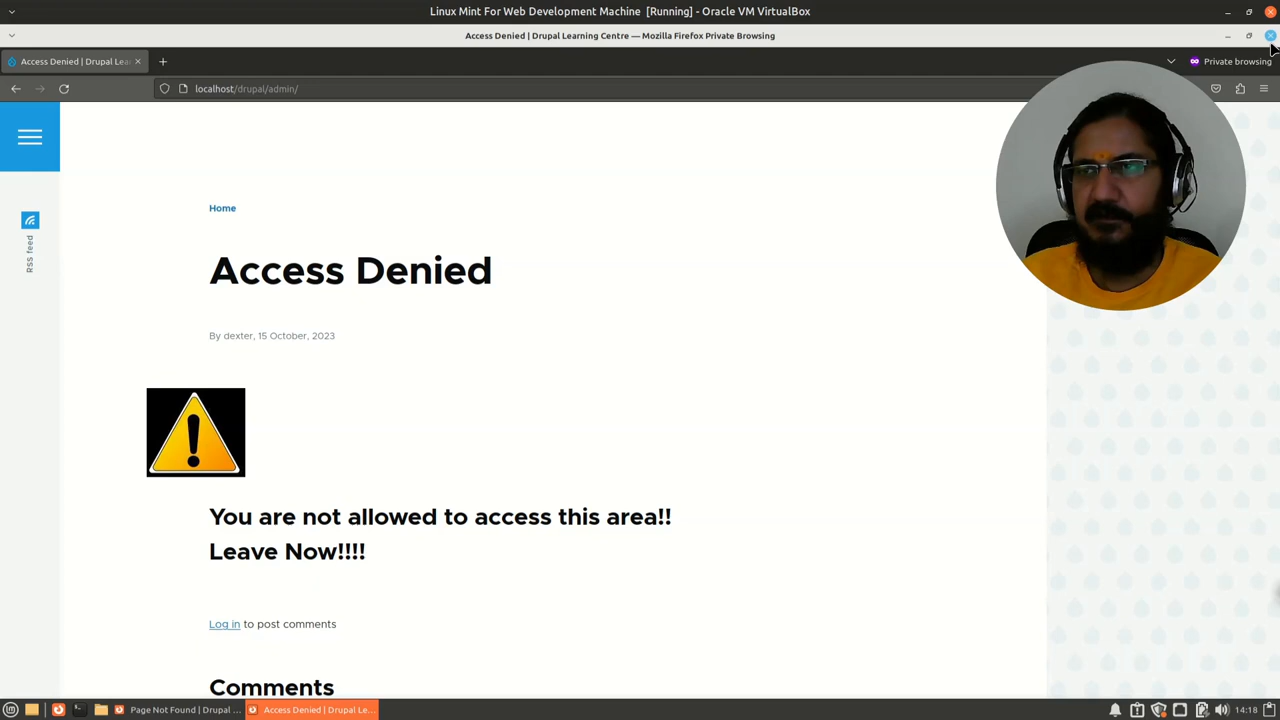 Linux Mint For Web Development Machine [Running] - Oracle VM VirtualBox
Access Denied | Drupal Learning Centre — Mozilla Firefox Private Browsing
Access Denied | Drupal Lea
Private browsing
localhost/drupal/admin/
Home
Access Denied
RSS feed
By dexter, 15 October, 2023
You are not allowed to access this area!!
Leave Now!!!!
Log in to post comments
Comments
Page Not Found | Drupal ...
Access Denied | Drupal Le...
14:18